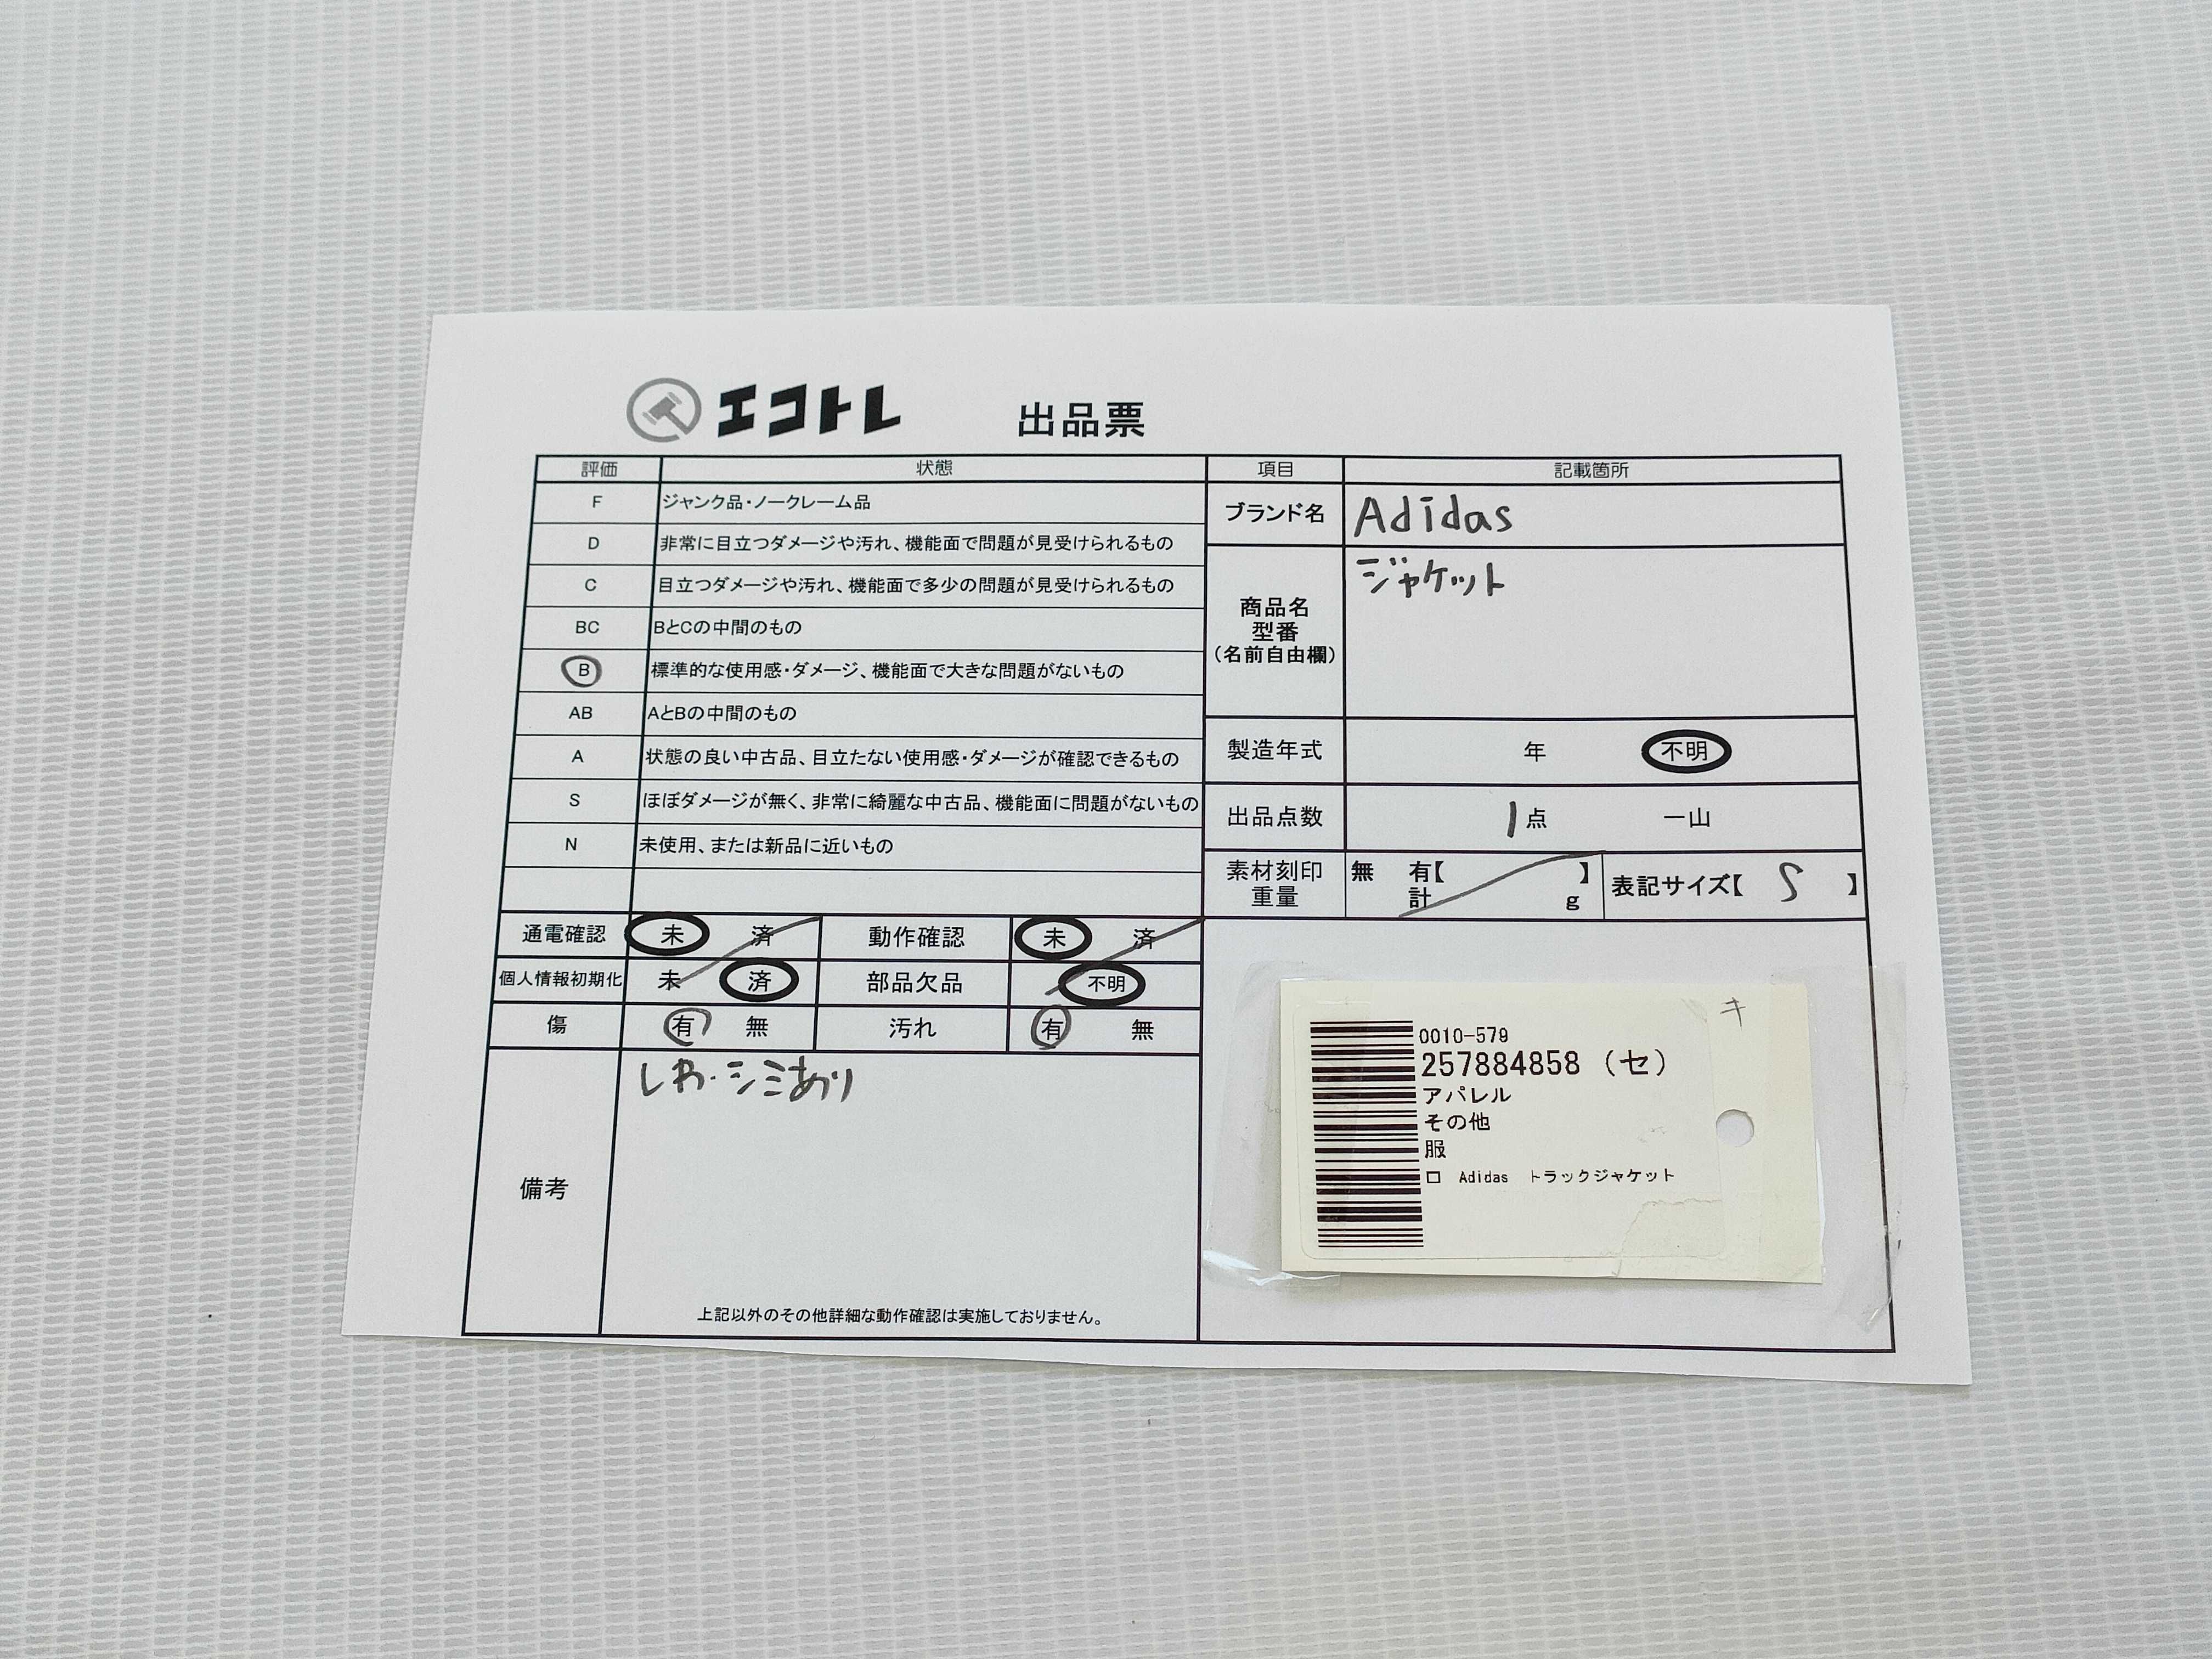 エコトレ 出品票
評価 状態 項目 記載箇所
F ジャンク品・ノークレーム品
D 非常に目立つダメージや汚れ、機能面で問題が見受けられるもの
C 目立つダメージや汚れ、機能面で多少の問題が見受けられるもの
BC BとCの中間のもの
B 標準的な使用感・ダメージ、機能面で大きな問題がないもの
AB AとBの中間のもの
A 状態の良い中古品、目立たない使用感・ダメージが確認できるもの
S ほぼダメージが無く、非常に綺麗な中古品、機能面に問題がないもの
N 未使用、または新品に近いもの
ブランド名 Adidas
商品名
型番
(名前自由欄)
ジャケット
製造年式 年 不明
出品点数 1点 一山
素材刻印
重量
無 有【 】
計 g
表記サイズ【 S 】
通電確認 未 済 動作確認 未 済
個人情報初期化 未 済 部品欠品 不明
傷 有 無 汚れ 有 無
備考
しわ・シミあり
上記以外のその他詳細な動作確認は実施しておりません。
キ
0010-579
257884858 (セ)
アパレル
その他
服
ロ Adidas トラックジャケット